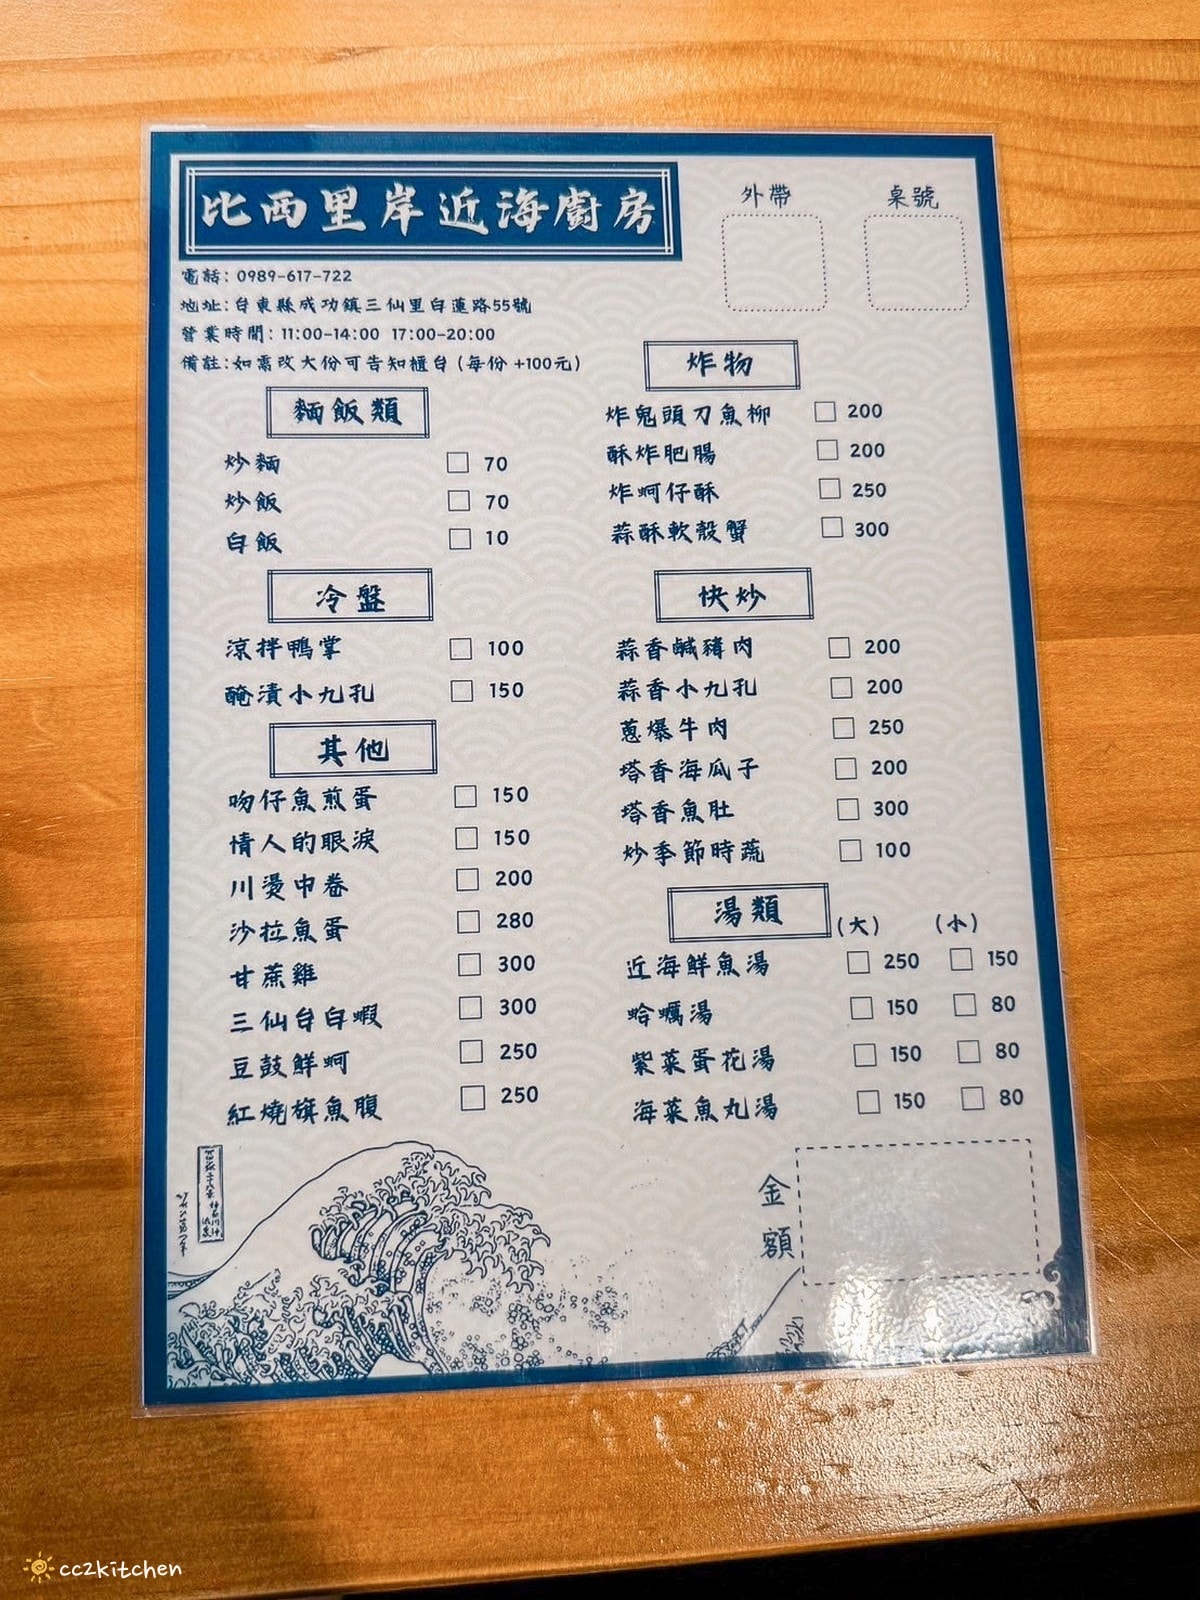 比西里岸近海廚房
電話: 0989-617-722
地址:台東縣成功鎮三仙里白蓮路55號
營業時間: 11:00-14:00 17:00-20:00
備註:如需改大份可告知櫃台(每份+100元)
外帶 桌號
麵飯類
炒麵 70
炒飯 70
白飯 10
冷盤
涼拌鴨掌 100
醃漬小九孔 150
其他
吻仔魚煎蛋 150
情人的眼淚 150
川燙中卷 200
沙拉魚蛋 280
甘蔗雞 300
三仙台白蝦 300
豆鼓鮮蚵 250
紅燒旗魚腹 250
炸物
炸鬼頭刀魚柳 200
酥炸肥腸 200
炸蚵仔酥 250
蒜酥軟殼蟹 300
快炒
蒜香鹹豬肉 200
蒜香小九孔 200
蔥爆牛肉 250
塔香海瓜子 200
塔香魚肚 300
炒季節時蔬 100
湯類 (大) (小)
近海鮮魚湯 250 150
蛤蠣湯 150 80
紫菜蛋花湯 150 80
海菜魚丸湯 150 80
金額
cc2kitchen